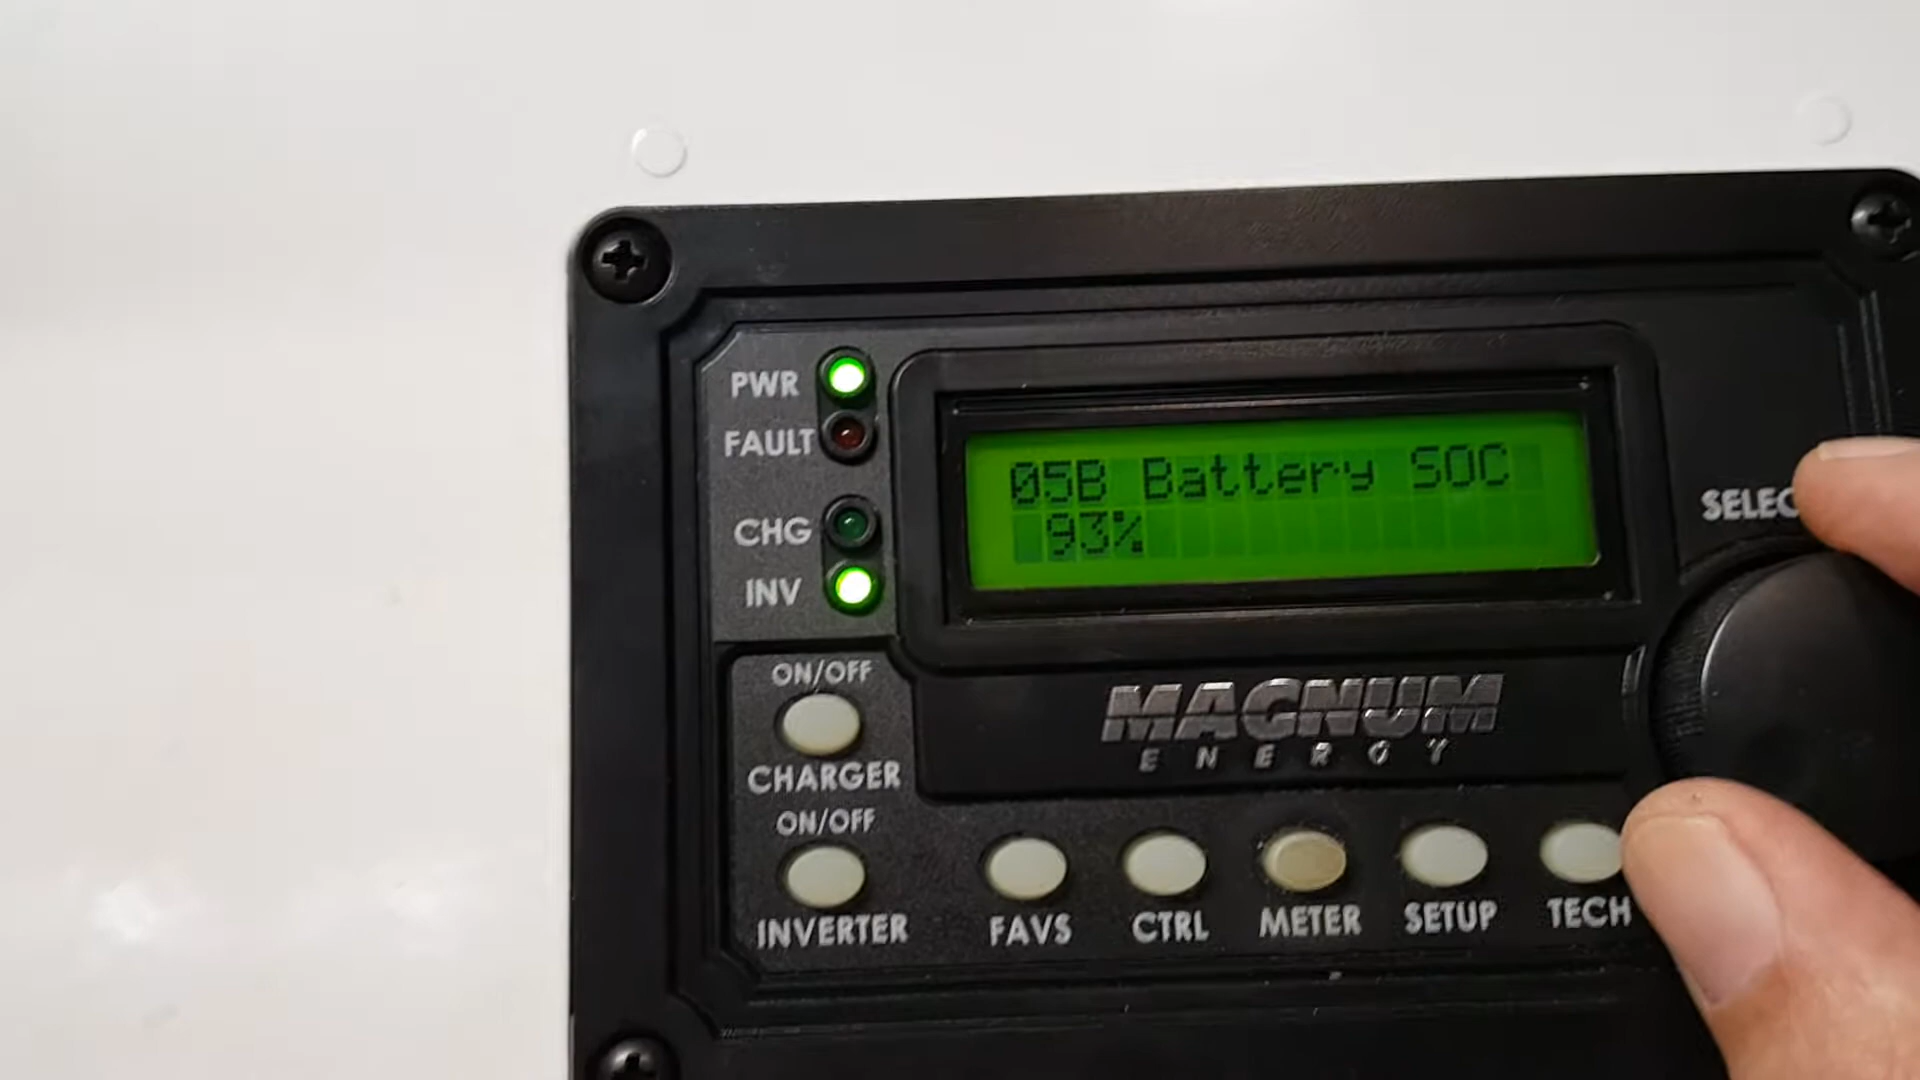 PWR
FAULT
CHG
INV
05B Battery SOC
93%
SELEC
ON/OFF
CHARGER
ON/OFF
INVERTER
MAGNUM
ENERGY
FAVS
CTRL
METER
SETUP
TECH